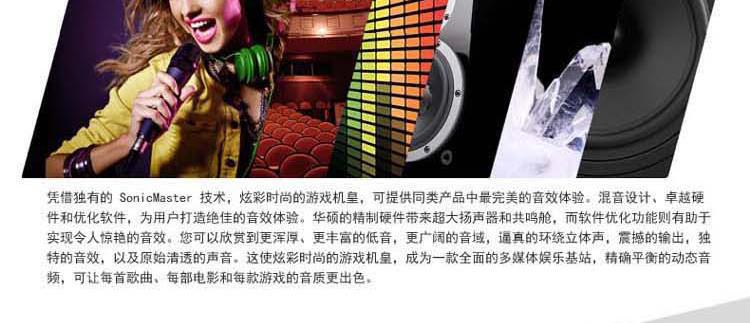 凭借独有的 SonicMaster 技术，炫彩时尚的游戏机皇，可提供同类产品中最完美的音效体验。混音设计、卓越硬
件和优化软件，为用户打造绝佳的音效体验。华硕的精制硬件带来超大扬声器和共鸣舱，而软件优化功能则有助于
实现令人惊艳的音效。您可以欣赏到更浑厚、更丰富的低音，更广阔的音域，逼真的环绕立体声，震撼的输出，独
特的音效，以及原始清透的声音。这使炫彩时尚的游戏机皇，成为一款全面的多媒体娱乐基站，精确平衡的动态音
频，可让每首歌曲、每部电影和每款游戏的音质更出色。